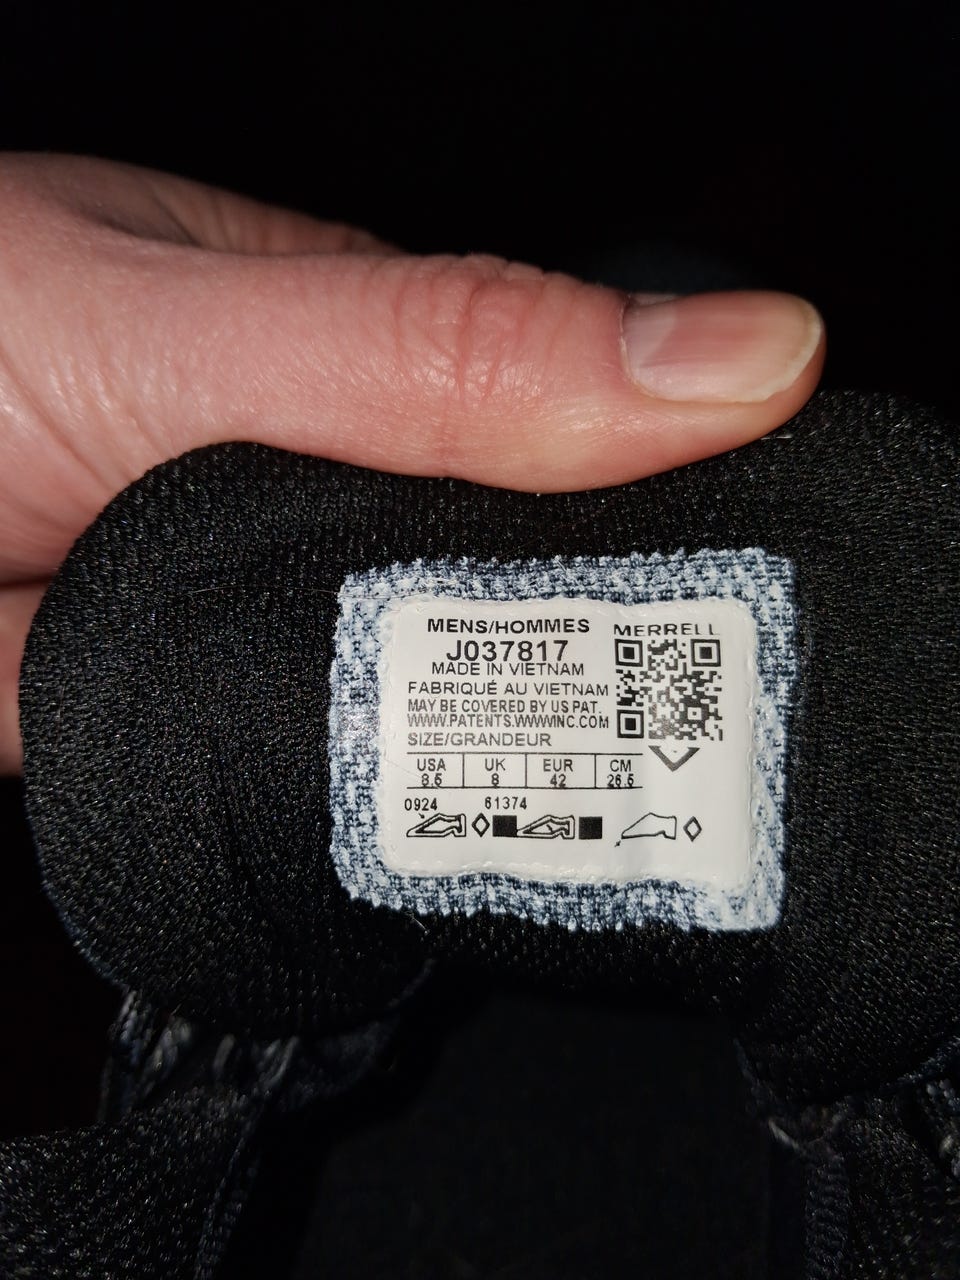 MENS/HOMMES
MERRELL
J037817
MADE IN VIETNAM
FABRIQUÉ AU VIETNAM
MAY BE COVERED BY US PAT.
WWW.PATENTS.WWWINC.COM
SIZE/GRANDEUR
USA UK EUR CM
8.5 8 42 26.5
0924 61374